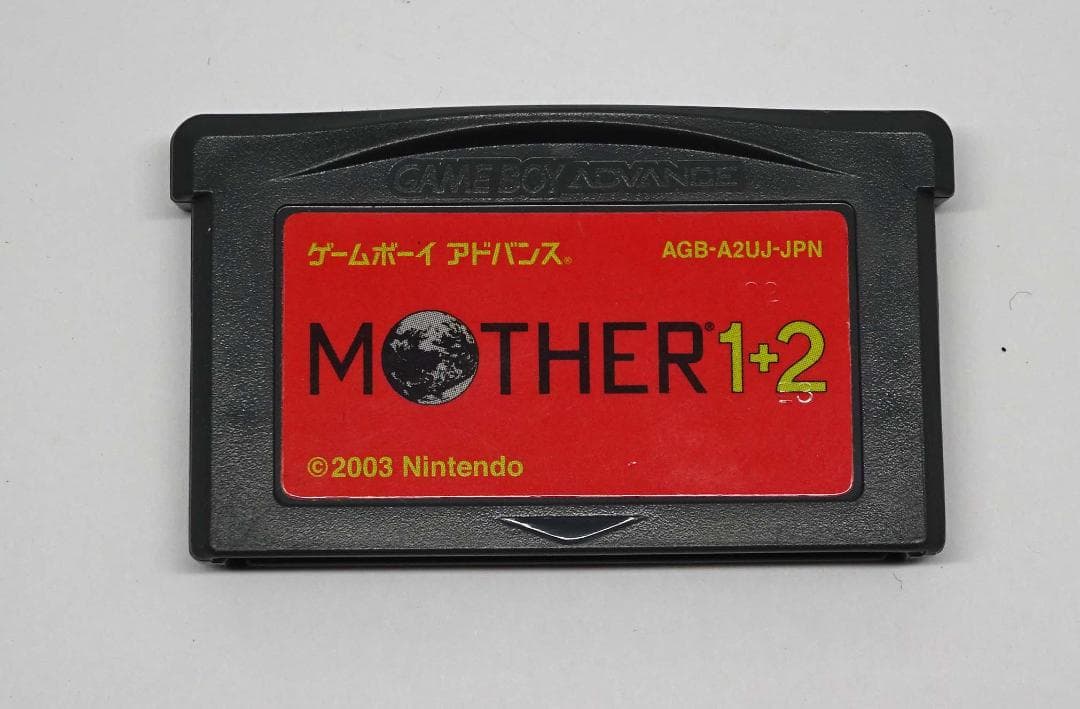 GAME BOY ADVANCE
ゲームボーイ アドバンス®
AGB-A2UJ-JPN
MOTHER® 1+2
©2003 Nintendo